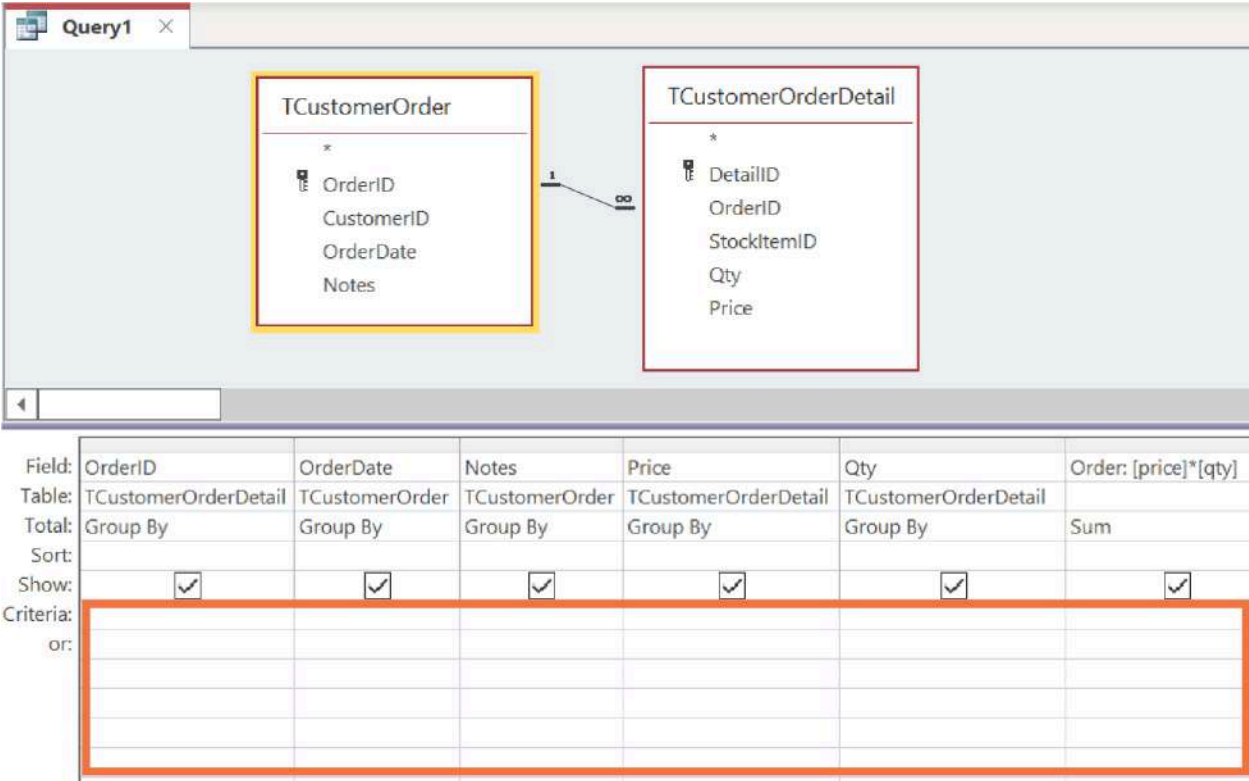 Query1 ×
TCustomerOrder
*
OrderID
CustomerID
OrderDate
Notes
1
∞
TCustomerOrderDetail
*
DetailID
OrderID
StockItemID
Qty
Price
Field: OrderID OrderDate Notes Price Qty Order: [price]*[qty]
Table: TCustomerOrderDetail TCustomerOrder TCustomerOrder TCustomerOrderDetail TCustomerOrderDetail
Total: Group By Group By Group By Group By Group By Sum
Sort:
Show:
Criteria:
or: